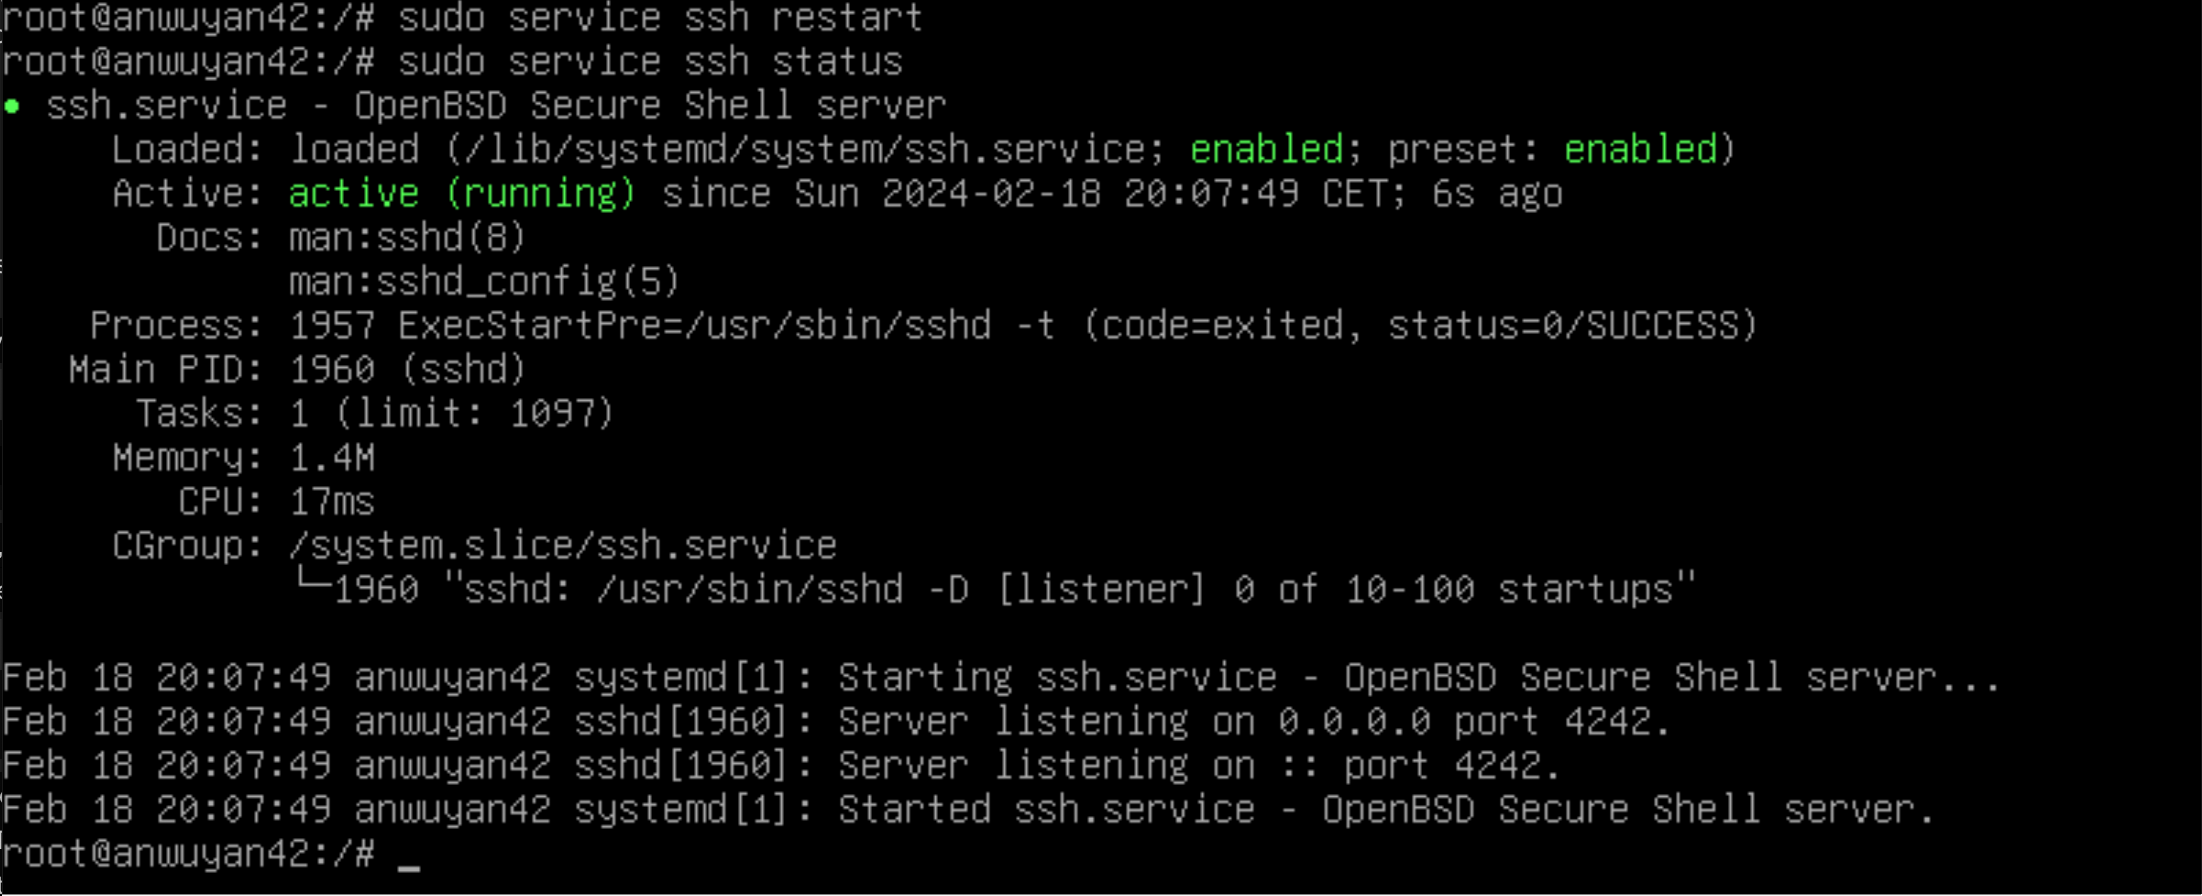 root@anwuyan42:/# sudo service ssh restart
root@anwuyan42:/# sudo service ssh status
• ssh.service - OpenBSD Secure Shell server
     Loaded: loaded (/lib/systemd/system/ssh.service; enabled; preset: enabled)
     Active: active (running) since Sun 2024-02-18 20:07:49 CET; 6s ago
       Docs: man:sshd(8)
             man:sshd_config(5)
    Process: 1957 ExecStartPre=/usr/sbin/sshd -t (code=exited, status=0/SUCCESS)
   Main PID: 1960 (sshd)
      Tasks: 1 (limit: 1097)
     Memory: 1.4M
        CPU: 17ms
     CGroup: /system.slice/ssh.service
             └─1960 "sshd: /usr/sbin/sshd -D [listener] 0 of 10-100 startups"

Feb 18 20:07:49 anwuyan42 systemd[1]: Starting ssh.service - OpenBSD Secure Shell server...
Feb 18 20:07:49 anwuyan42 sshd[1960]: Server listening on 0.0.0.0 port 4242.
Feb 18 20:07:49 anwuyan42 sshd[1960]: Server listening on :: port 4242.
Feb 18 20:07:49 anwuyan42 systemd[1]: Started ssh.service - OpenBSD Secure Shell server.
root@anwuyan42:/# _